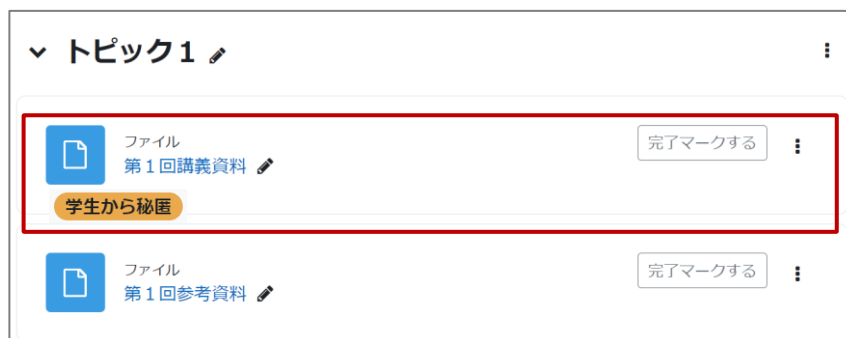 トピック1
ファイル
第1回講義資料
完了マークする
学生から秘匿
ファイル
第1回参考資料
完了マークする